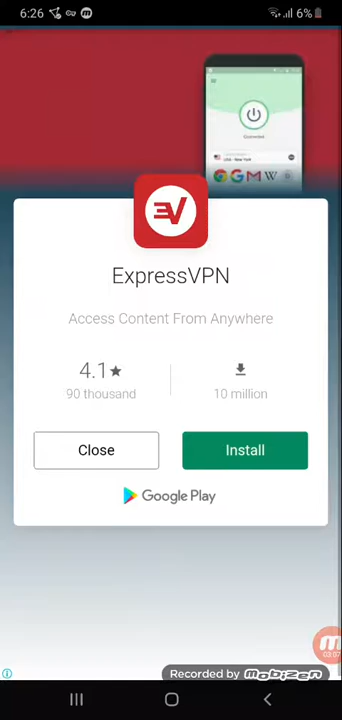 6:26 6%
EV
ExpressVPN
Access Content From Anywhere
4.1★
90 thousand
10 million
Close
Install
Google Play
Recorded by mobizen